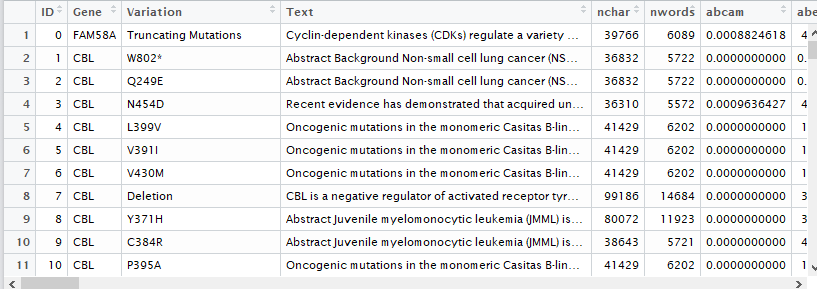 ID Gene Variation Text nchar nwords abcam abe
1 0 FAM58A Truncating Mutations Cyclin-dependent kinases (CDKs) regulate a variety ... 39766 6089 0.0008824618 4
2 1 CBL W802* Abstract Background Non-small cell lung cancer (NS... 36832 5722 0.0000000000 0.
3 2 CBL Q249E Abstract Background Non-small cell lung cancer (NS... 36832 5722 0.0000000000 0.
4 3 CBL N454D Recent evidence has demonstrated that acquired un... 36310 5572 0.0009636427 4
5 4 CBL L399V Oncogenic mutations in the monomeric Casitas B-lin... 41429 6202 0.0000000000 1
6 5 CBL V391I Oncogenic mutations in the monomeric Casitas B-lin... 41429 6202 0.0000000000 1
7 6 CBL V430M Oncogenic mutations in the monomeric Casitas B-lin... 41429 6202 0.0000000000 1
8 7 CBL Deletion CBL is a negative regulator of activated receptor tyr... 99186 14684 0.0000000000 3
9 8 CBL Y371H Abstract Juvenile myelomonocytic leukemia (JMML) is... 80072 11923 0.0000000000 3
10 9 CBL C384R Abstract Juvenile myelomonocytic leukemia (JMML) is... 38643 5721 0.0000000000 4
11 10 CBL P395A Oncogenic mutations in the monomeric Casitas B-lin... 41429 6202 0.0000000000 1